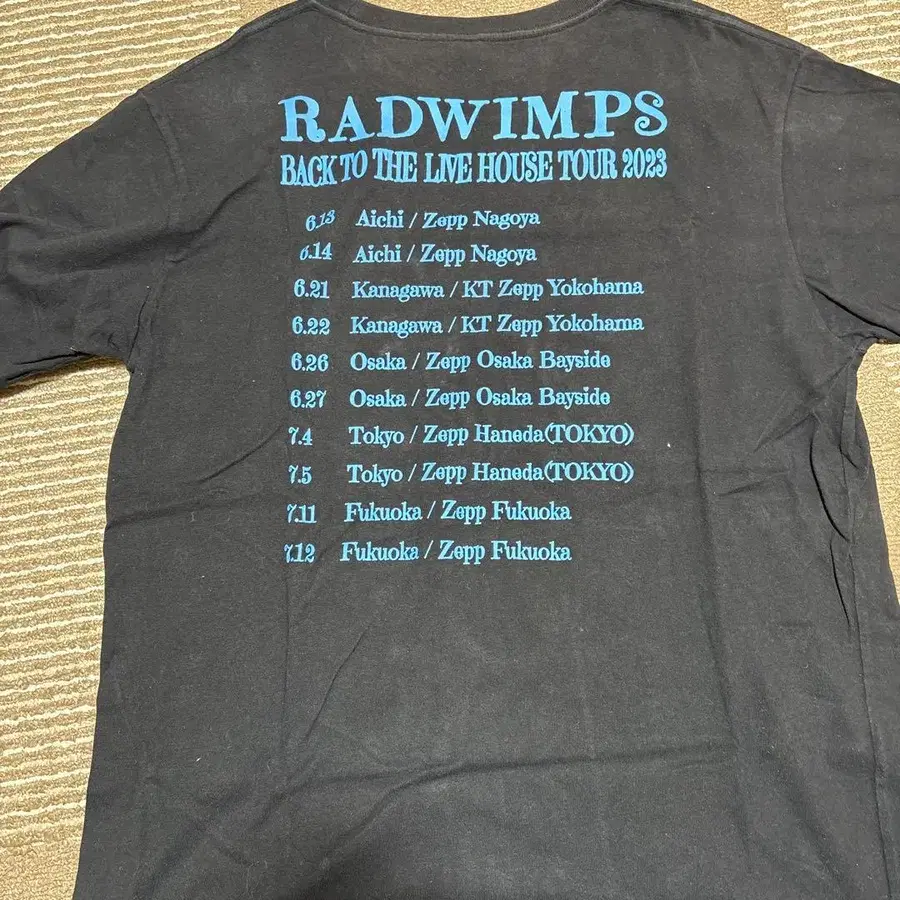 RADWIMPS
BACK TO THE LIVE HOUSE TOUR 2023
6.13 Aichi / Zepp Nagoya
6.14 Aichi / Zepp Nagoya
6.21 Kanagawa / KT Zepp Yokohama
6.22 Kanagawa / KT Zepp Yokohama
6.26 Osaka / Zepp Osaka Bayside
6.27 Osaka / Zepp Osaka Bayside
7.4 Tokyo / Zepp Haneda(TOKYO)
7.5 Tokyo / Zepp Haneda(TOKYO)
7.11 Fukuoka / Zepp Fukuoka
7.12 Fukuoka / Zepp Fukuoka